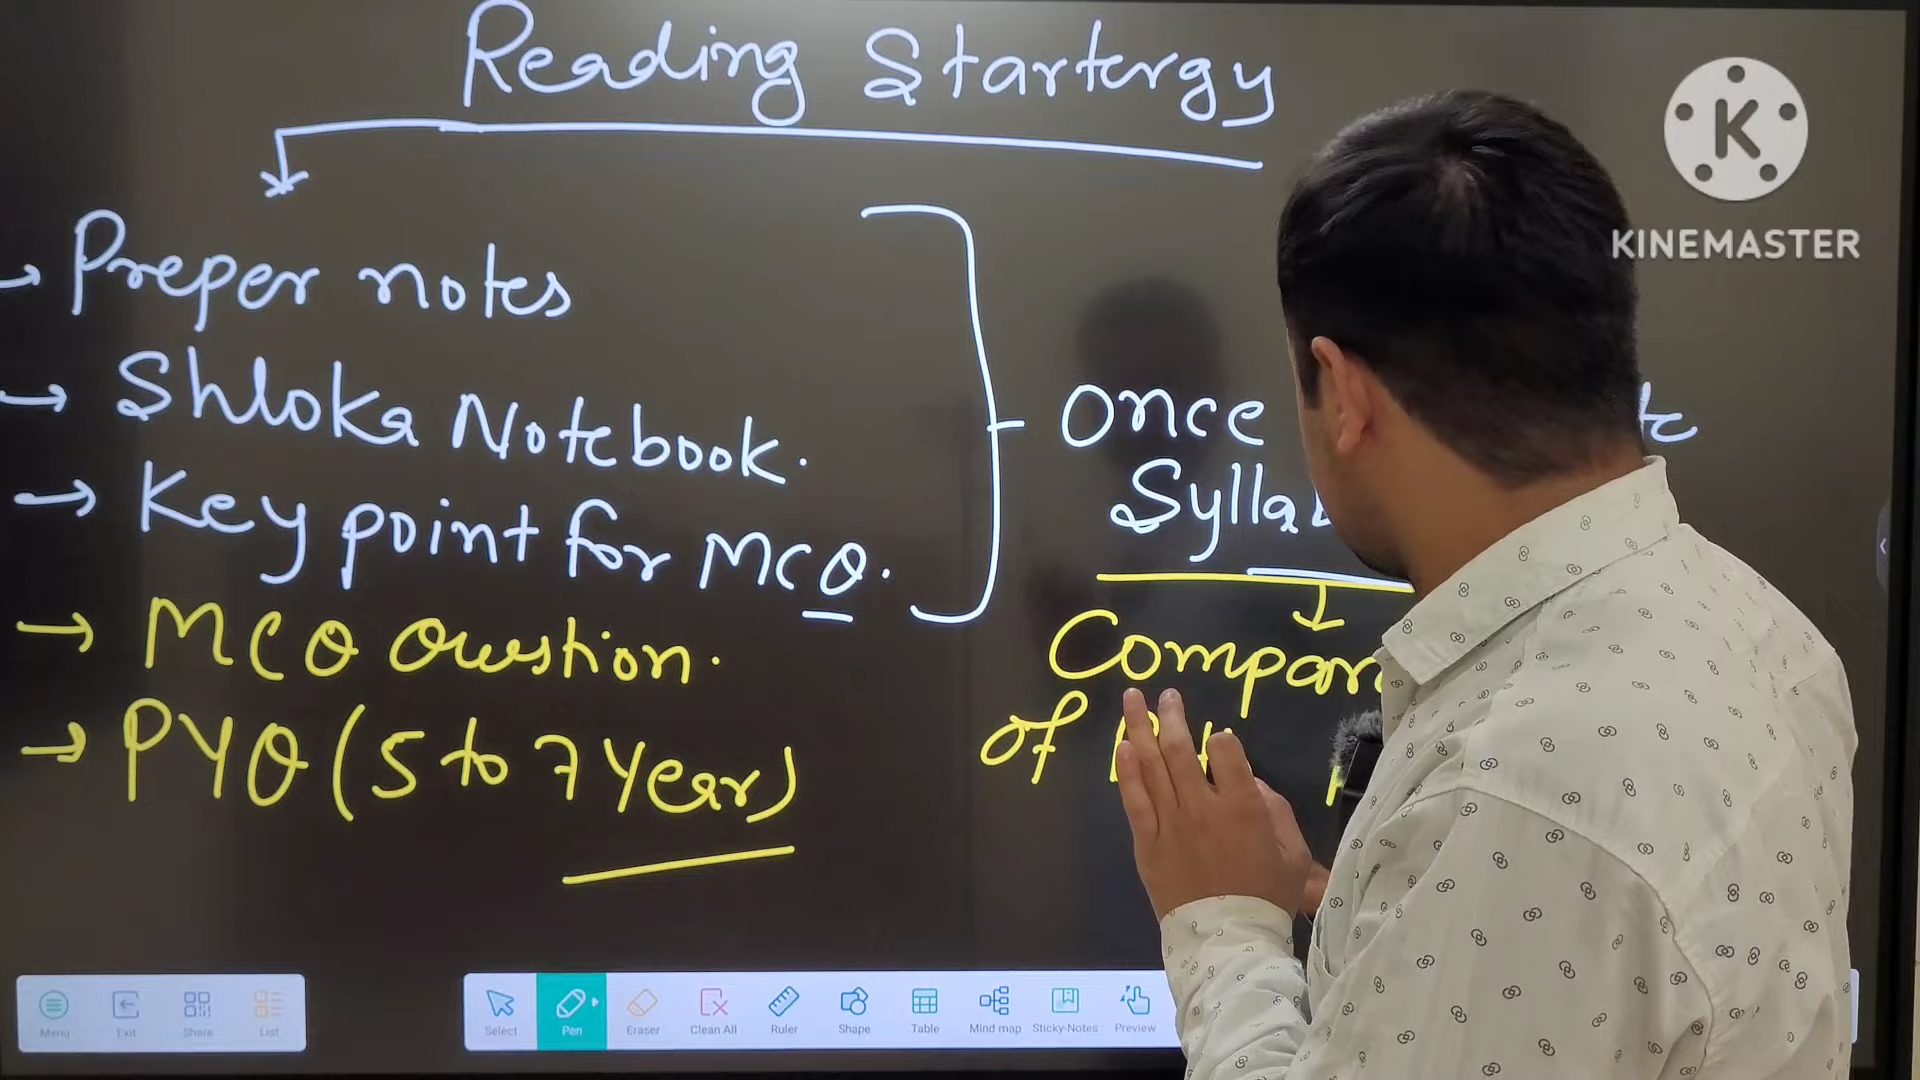 Reading Startergy
K
KINEMASTER
→ Preper notes
→ Shloka Notebook.
→ Key point for MCQ.
→ MCQ Question.
→ PYQ (5 to 7 Year)
Once
Sylla
Compar
of
Menu
Exit
Share
List
Select
Pen
Eraser
Clean All
Ruler
Shape
Table
Mind map
Sticky-Notes
Preview